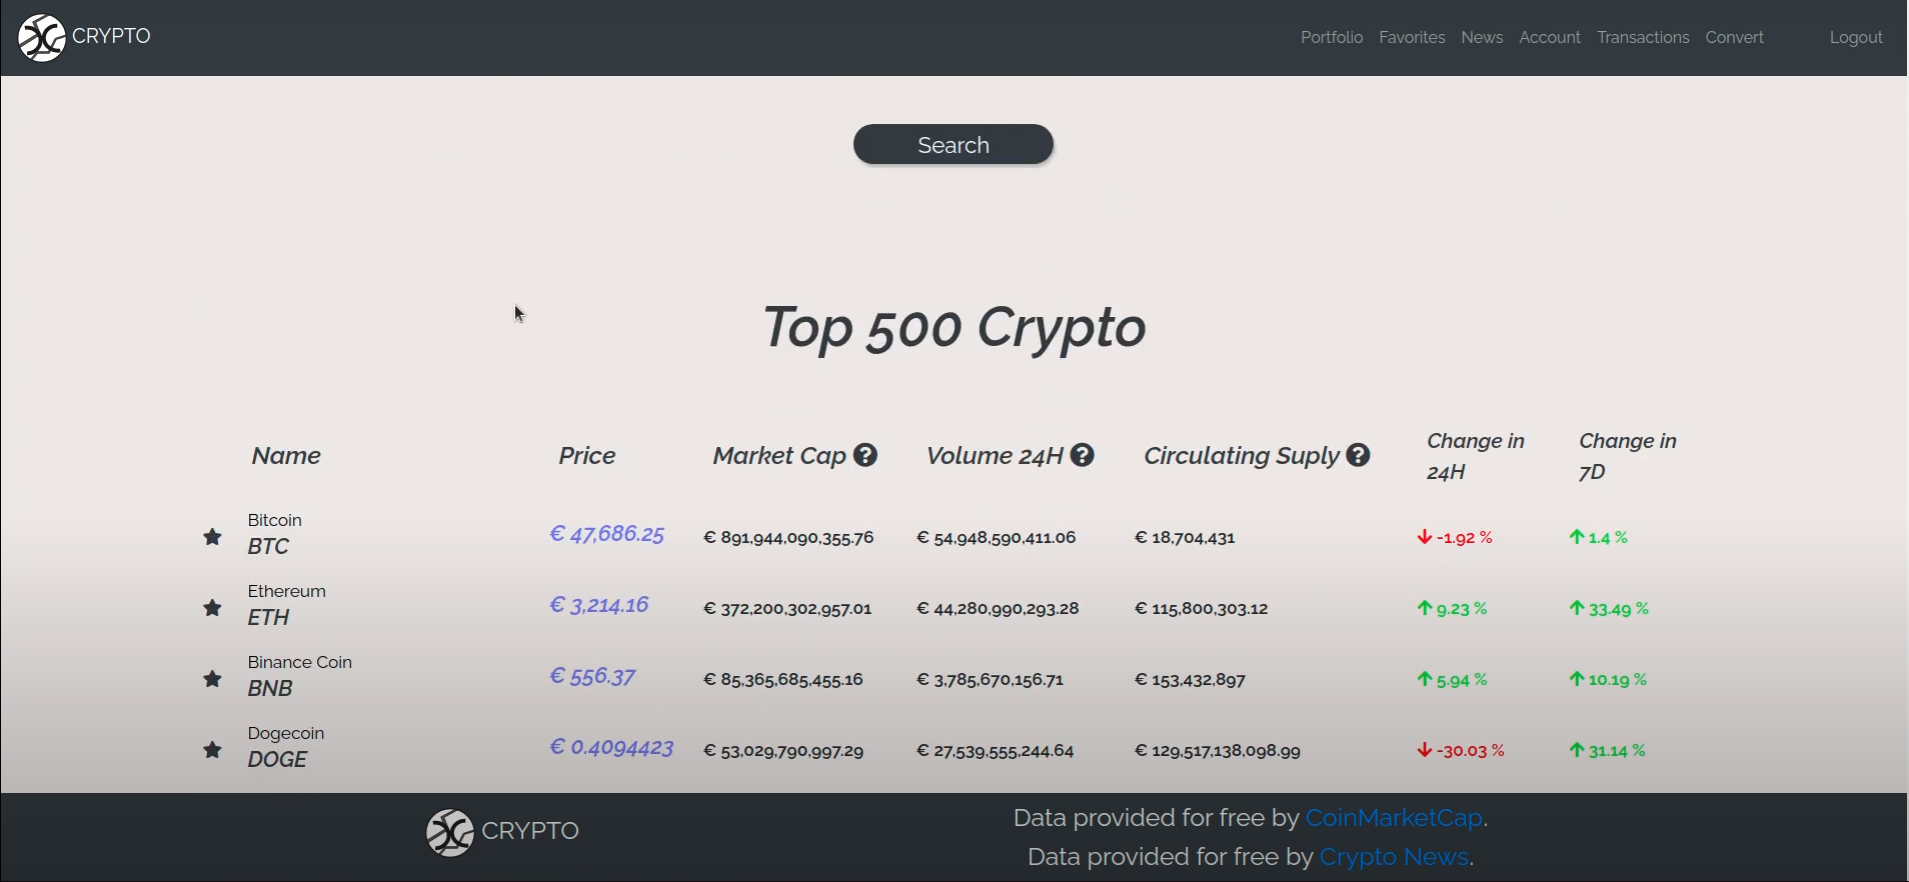 CRYPTO
Portfolio Favorites News Account Transactions Convert Logout
Search
Top 500 Crypto
Name Price Market Cap ? Volume 24H ? Circulating Suply ? Change in 24H Change in 7D
Bitcoin
BTC € 47,686.25 € 891,944,090,355.76 € 54,948,590,411.06 € 18,704,431 -1.92 % 1.4 %
Ethereum
ETH € 3,214.16 € 372,200,302,957.01 € 44,280,990,293.28 € 115,800,303.12 9.23 % 33.49 %
Binance Coin
BNB € 556.37 € 85,365,685,455.16 € 3,785,670,156.71 € 153,432,897 5.94 % 10.19 %
Dogecoin
DOGE € 0.4094423 € 53,029,790,997.29 € 27,539,555,244.64 € 129,517,138,098.99 -30.03 % 31.14 %
CRYPTO
Data provided for free by CoinMarketCap.
Data provided for free by Crypto News.